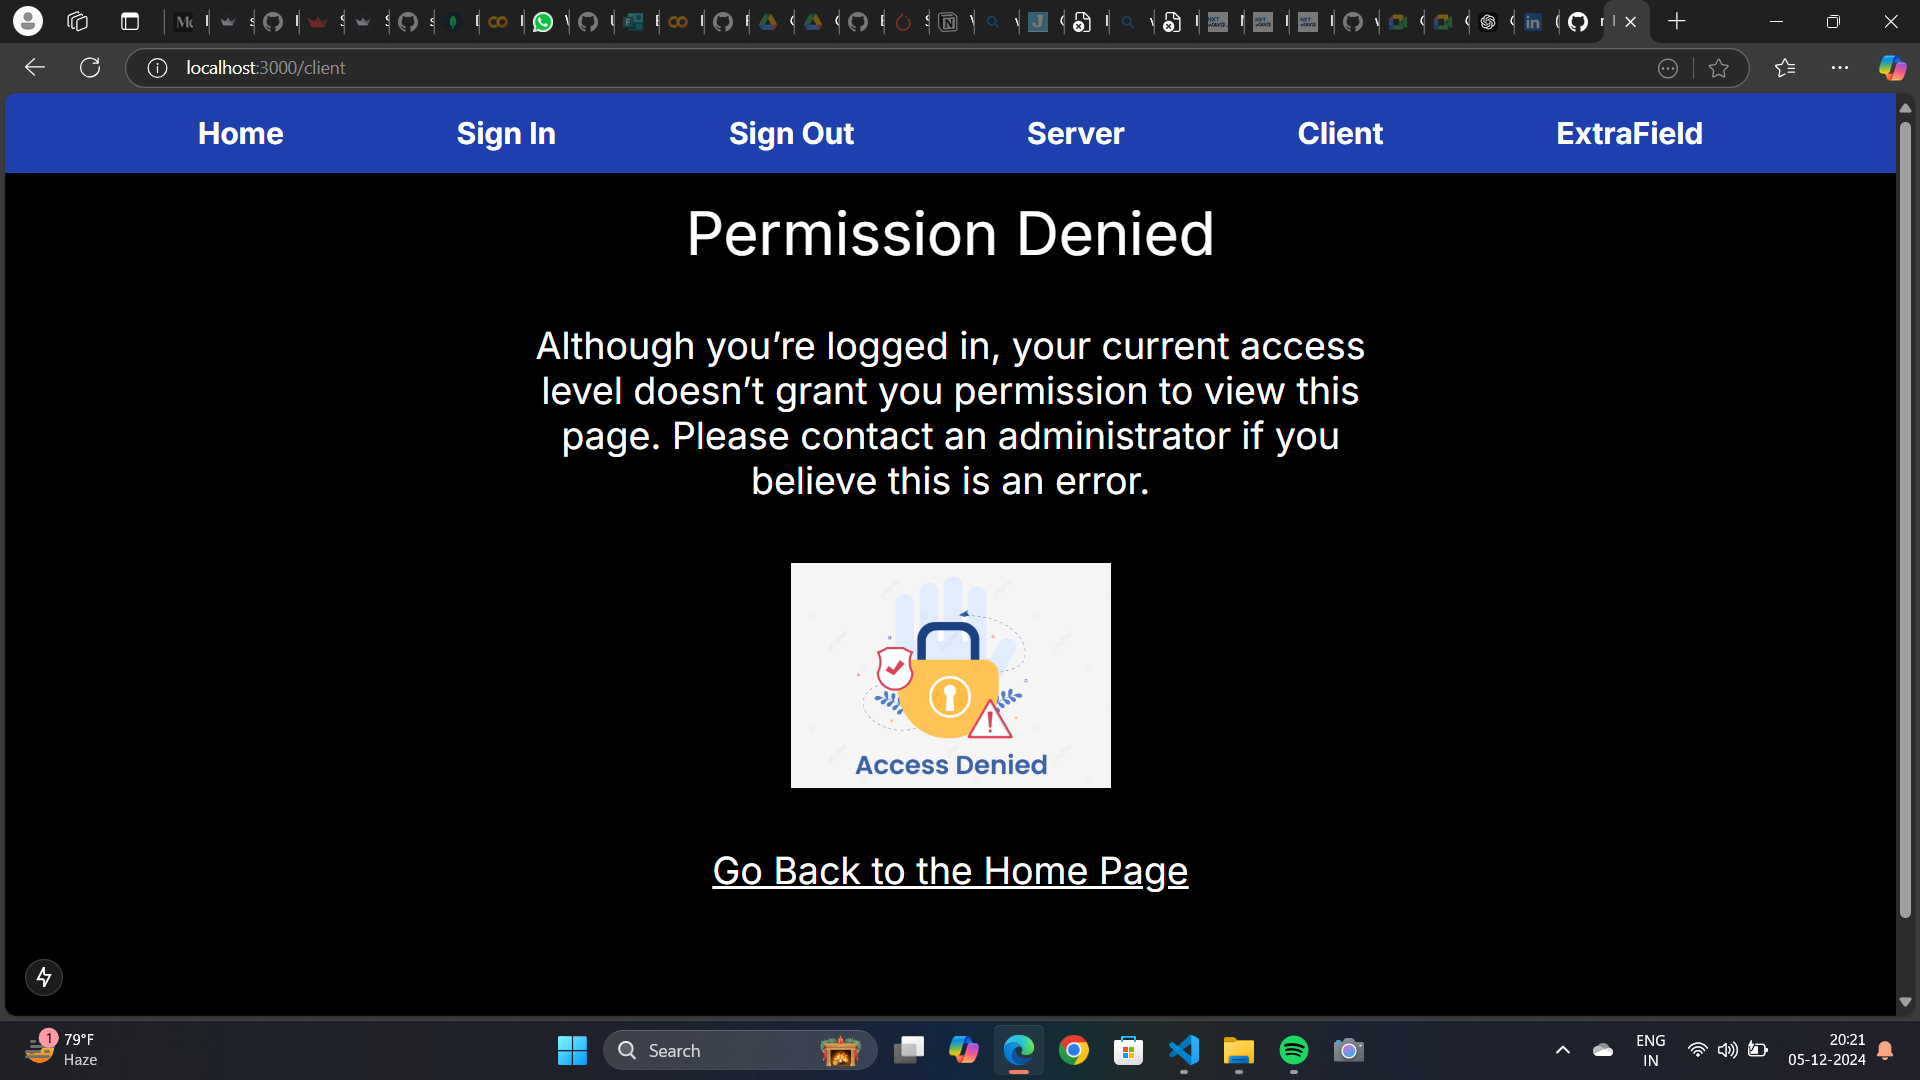 localhost:3000/client
Home Sign In Sign Out Server Client ExtraField
Permission Denied
Although you’re logged in, your current access
level doesn’t grant you permission to view this
page. Please contact an administrator if you
believe this is an error.
Access Denied
Go Back to the Home Page
1
79°F
Haze
Search
ENG
IN
20:21
05-12-2024